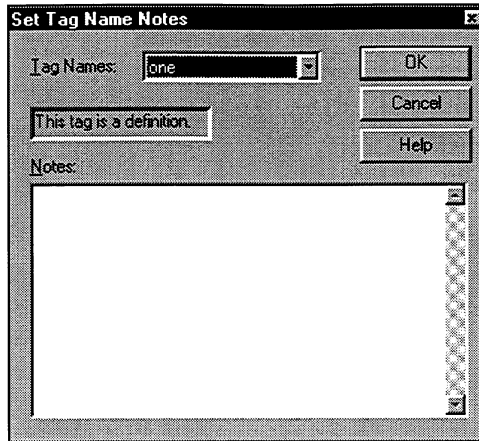 Set Tag Name Notes
Tag Names: one
OK
This tag is a definition.
Cancel
Help
Notes: